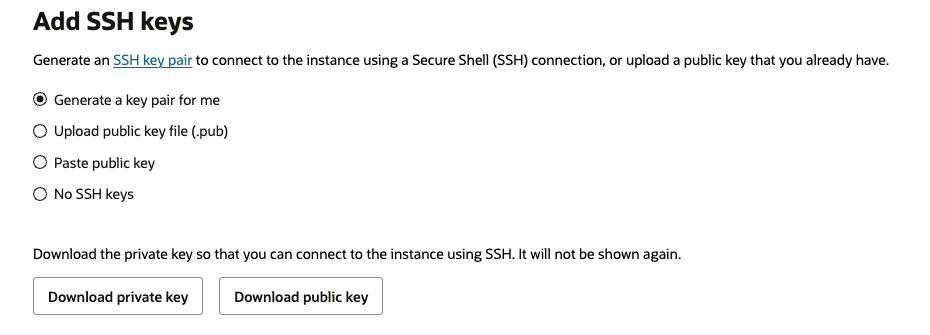 Add SSH keys
Generate an SSH key pair to connect to the instance using a Secure Shell (SSH) connection, or upload a public key that you already have.
Generate a key pair for me
Upload public key file (.pub)
Paste public key
No SSH keys
Download the private key so that you can connect to the instance using SSH. It will not be shown again.
Download private key
Download public key